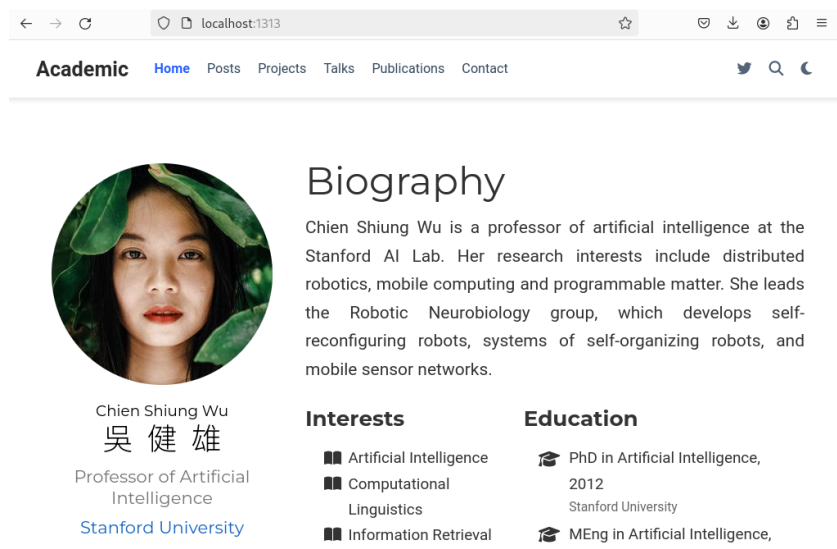 localhost:1313
Academic Home Posts Projects Talks Publications Contact
Chien Shiung Wu
吳健雄
Professor of Artificial
Intelligence
Stanford University
Biography
Chien Shiung Wu is a professor of artificial intelligence at the
Stanford AI Lab. Her research interests include distributed
robotics, mobile computing and programmable matter. She leads
the Robotic Neurobiology group, which develops self-
reconfiguring robots, systems of self-organizing robots, and
mobile sensor networks.
Interests
Artificial Intelligence
Computational
Linguistics
Information Retrieval
Education
PhD in Artificial Intelligence,
2012
Stanford University
MEng in Artificial Intelligence,